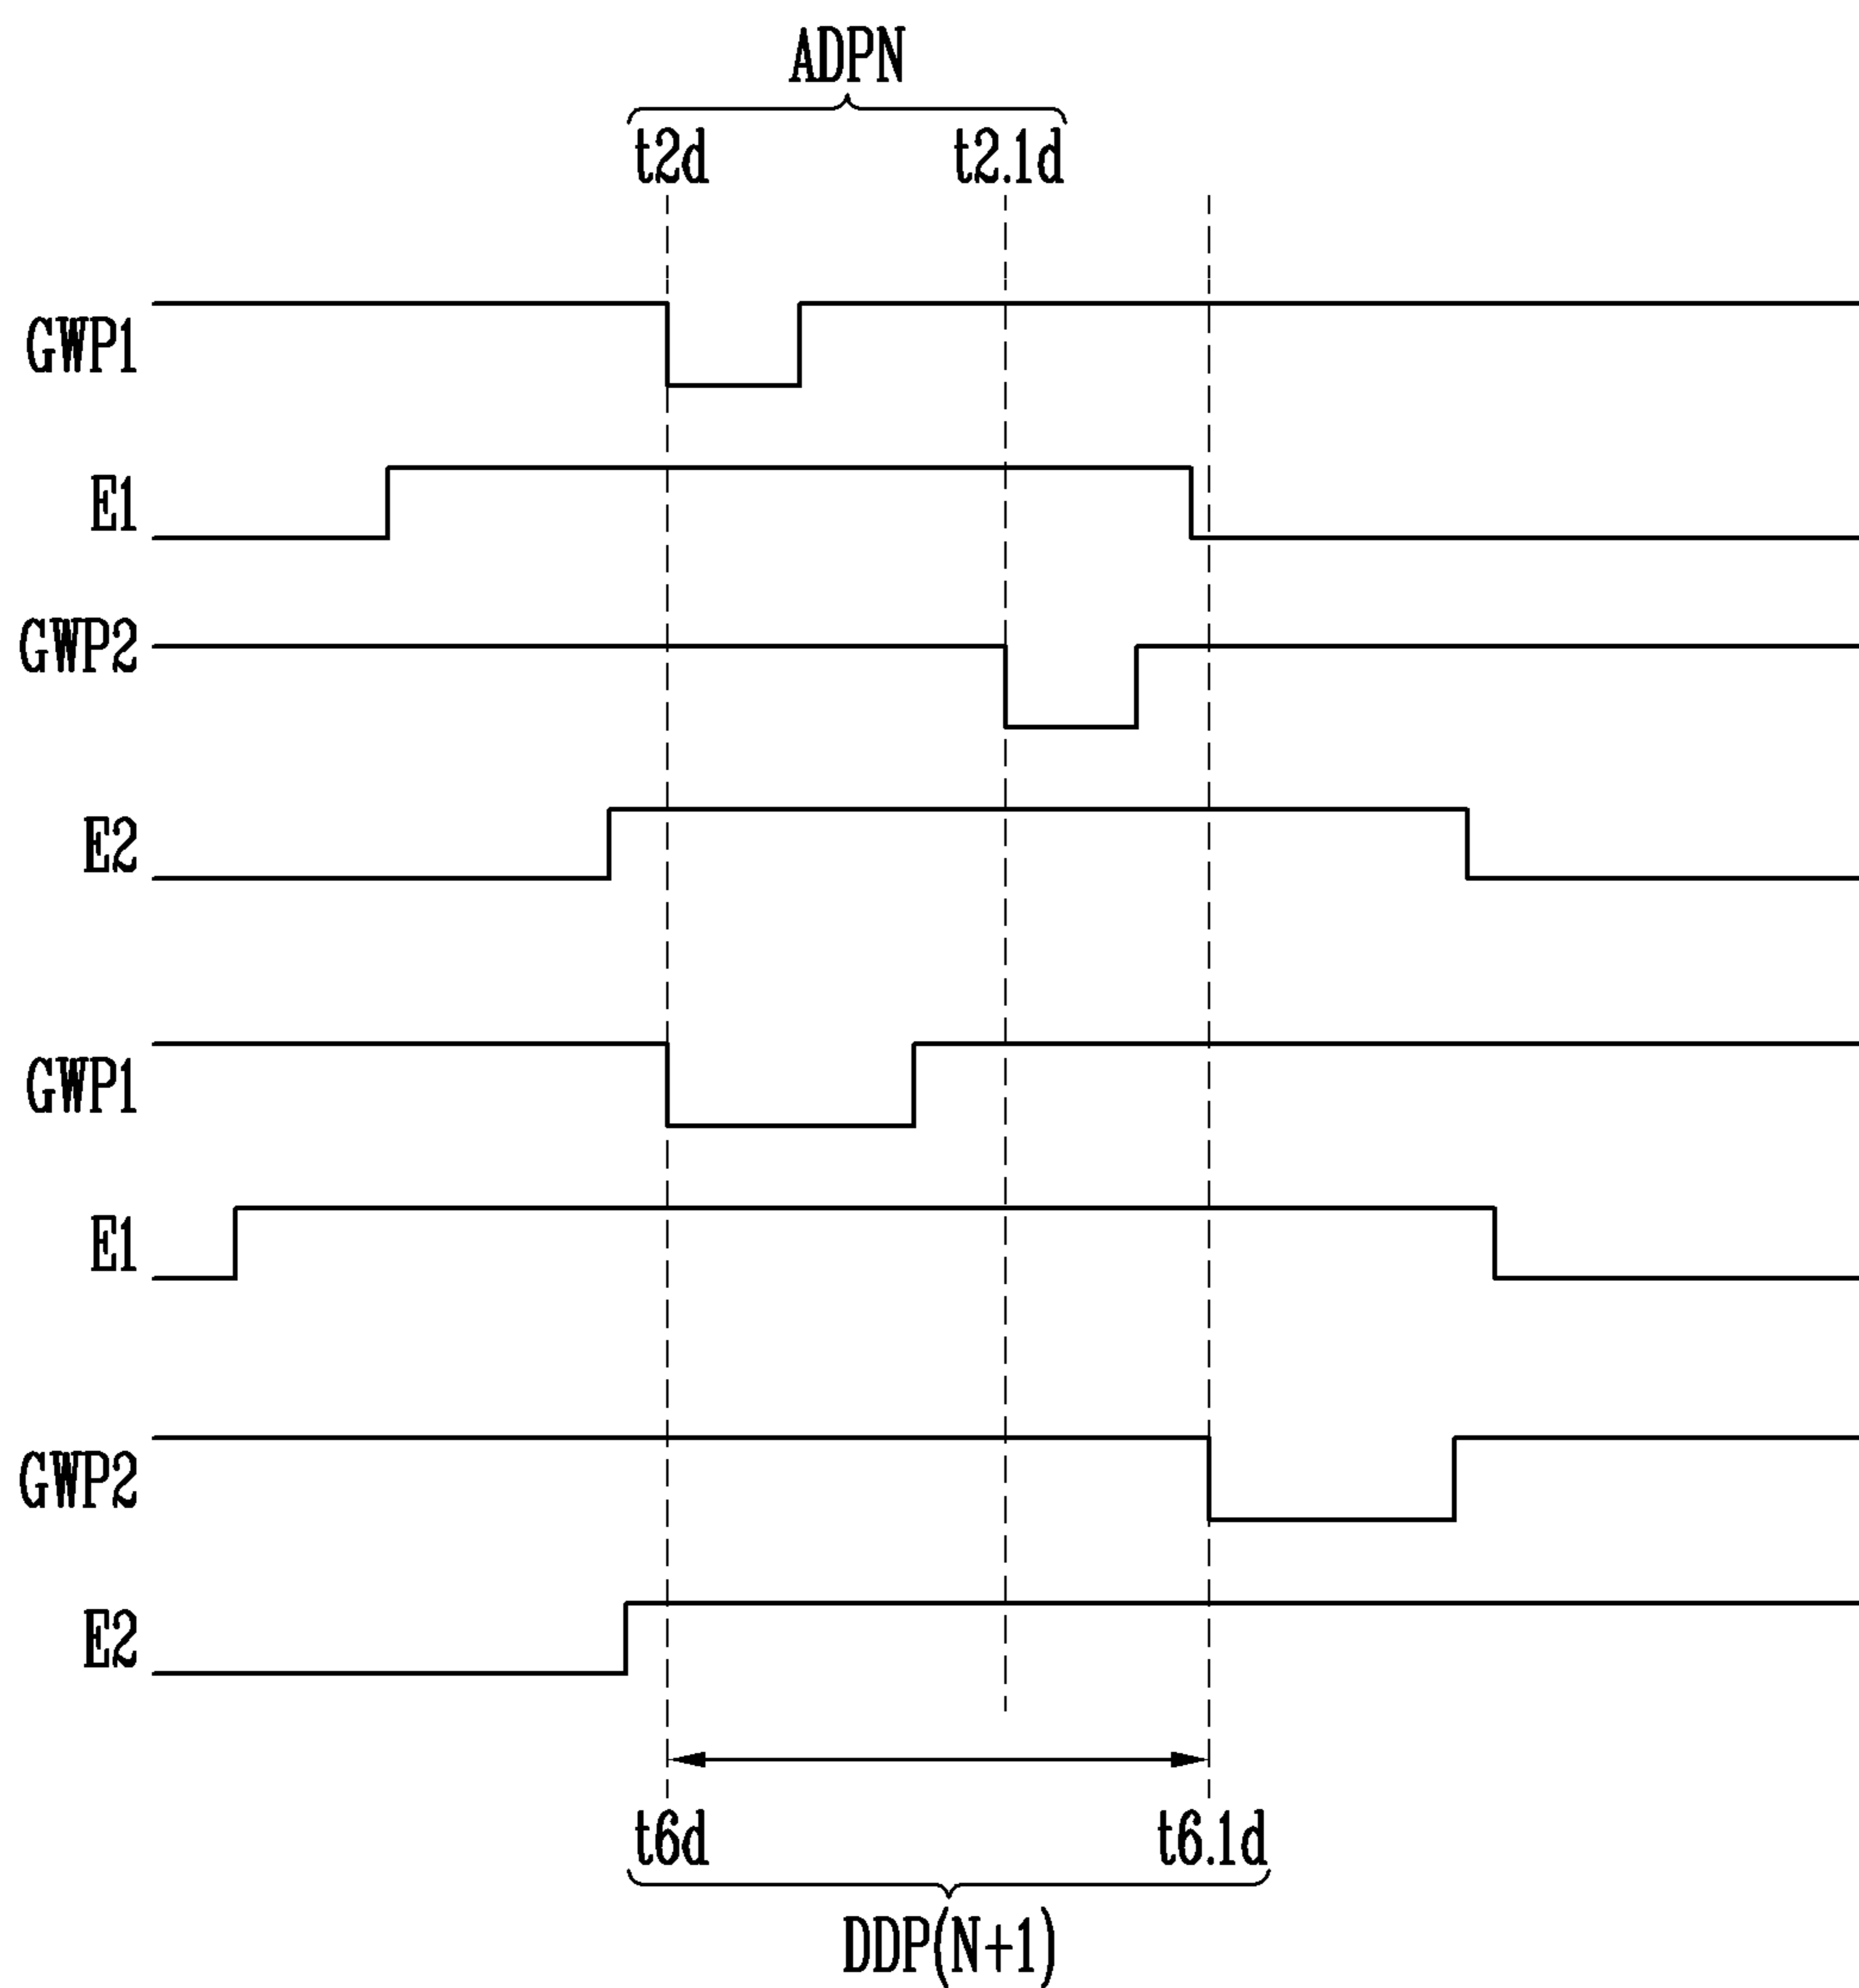 ADPN
t2d t2.1d
GWP1
E1
GWP2
E2
GWP1
E1
GWP2
E2
t6d t6.1d
DDP(N+1)